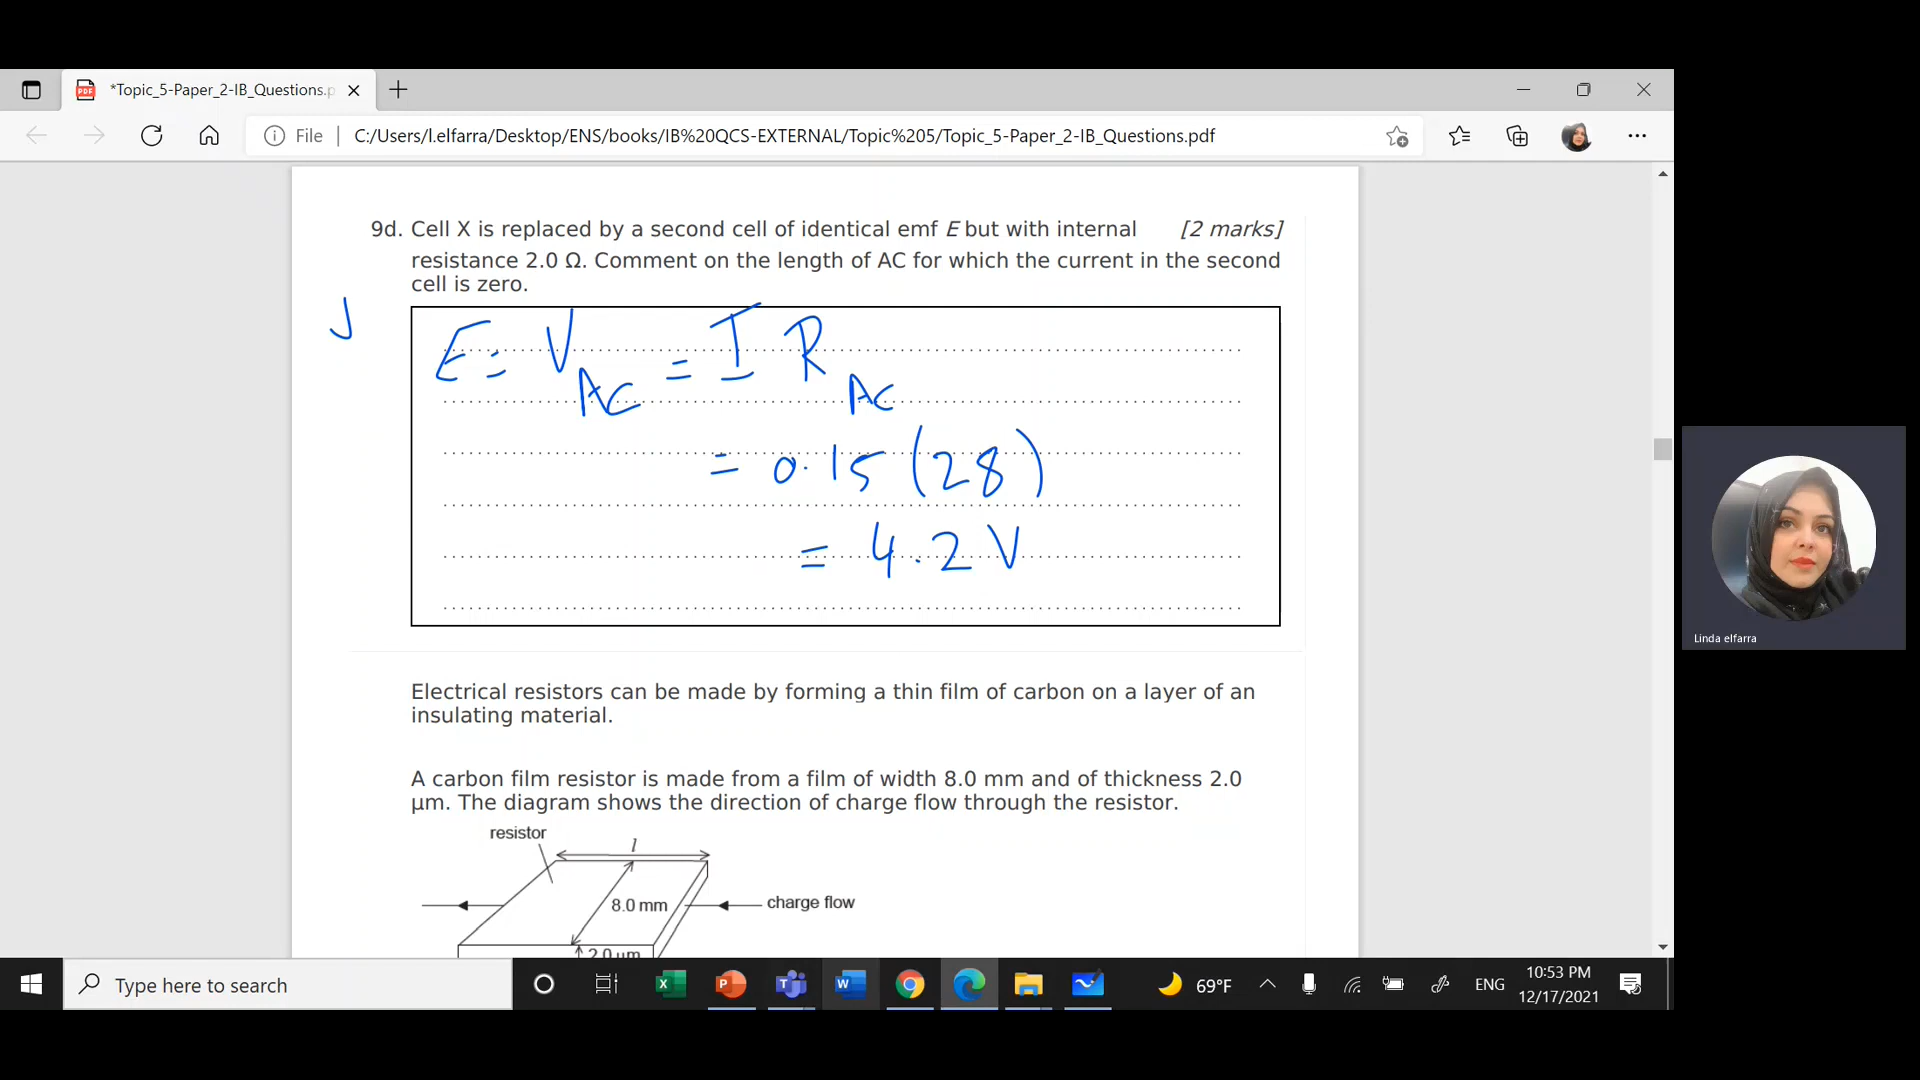 *Topic_5-Paper_2-IB_Questions.p
File
C:/Users/l.elfarra/Desktop/ENS/books/IB%20QCS-EXTERNAL/Topic%205/Topic_5-Paper_2-IB_Questions.pdf
9d. Cell X is replaced by a second cell of identical emf E but with internal [2 marks]
resistance 2.0 Ω. Comment on the length of AC for which the current in the second
cell is zero.
E = V_AC = I R_AC
= 0.15 (28)
= 4.2 V
Linda elfarra
Electrical resistors can be made by forming a thin film of carbon on a layer of an
insulating material.
A carbon film resistor is made from a film of width 8.0 mm and of thickness 2.0
μm. The diagram shows the direction of charge flow through the resistor.
resistor
l
8.0 mm
charge flow
2.0 μm
Type here to search
69°F
ENG
10:53 PM
12/17/2021